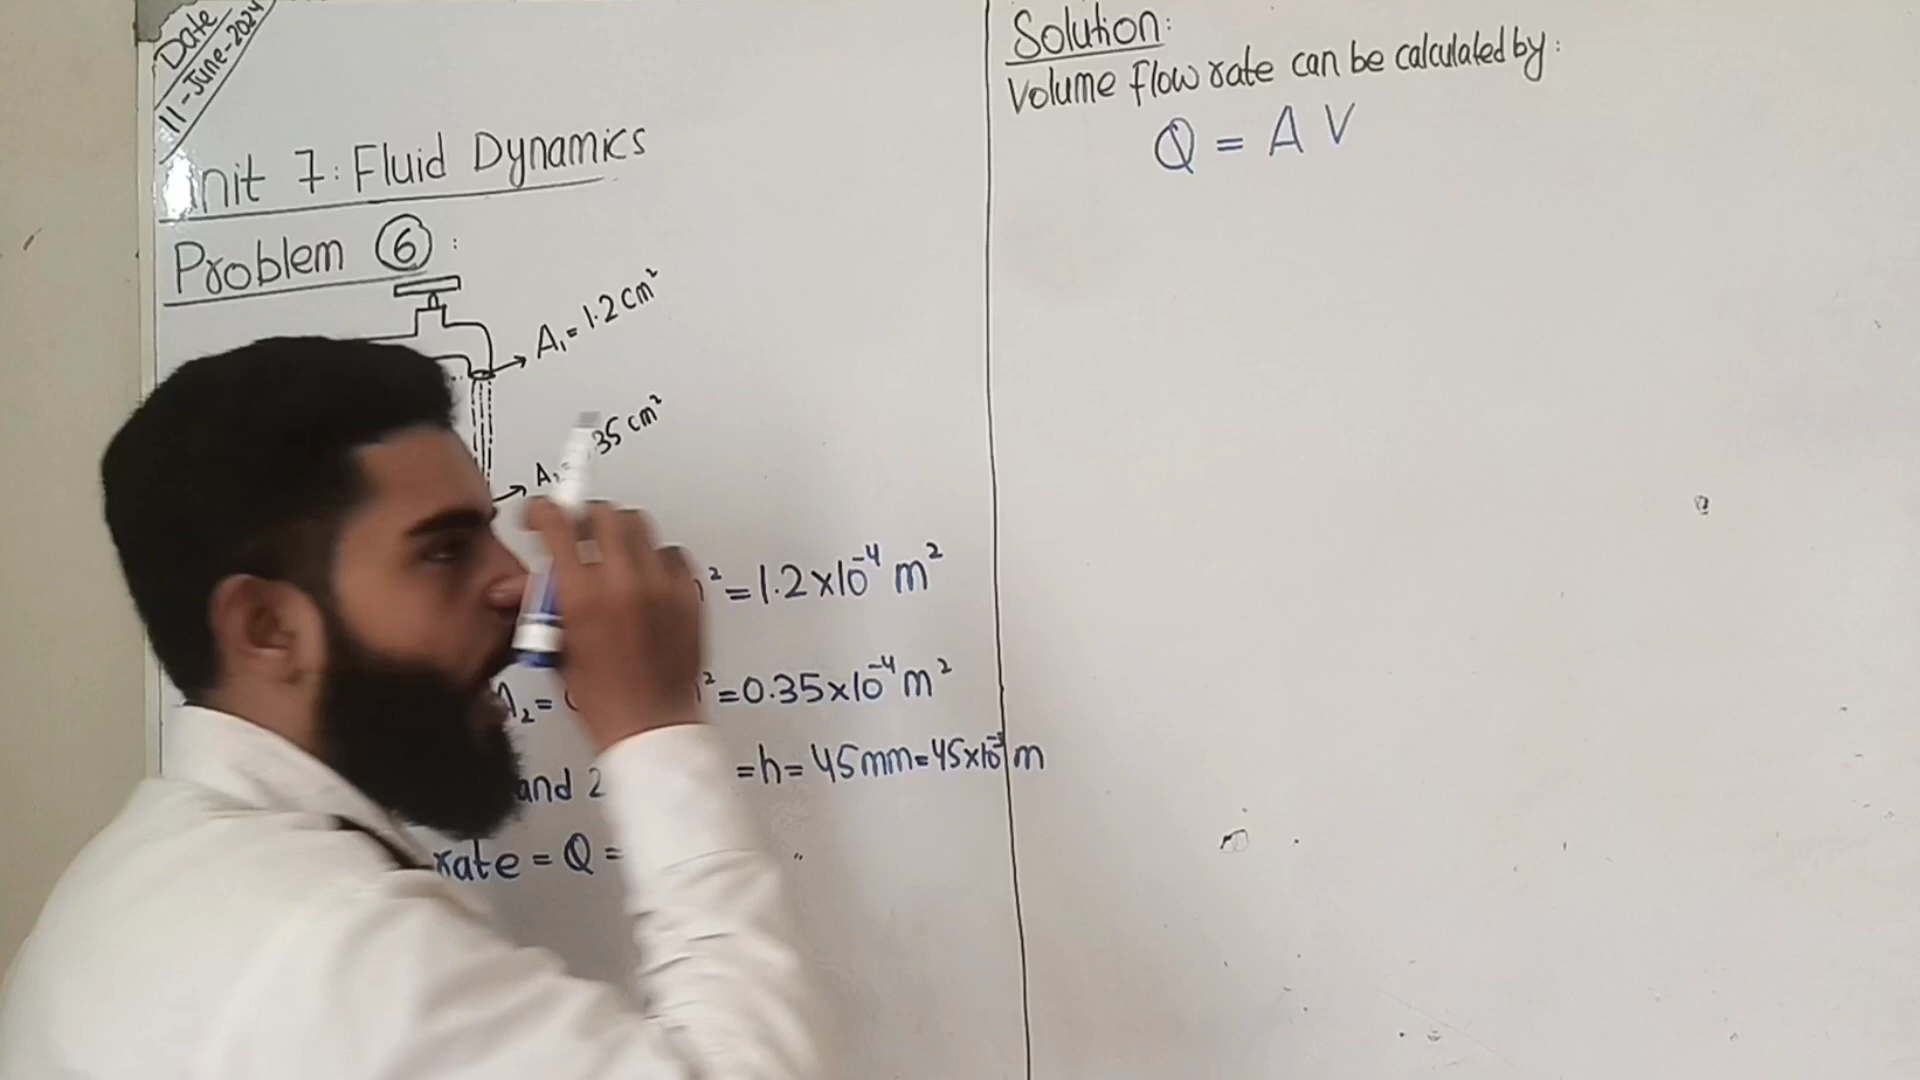 Date
11-June-2024
Unit 7: Fluid Dynamics
Problem 6 :
A₁ = 1.2 cm²
A₂ = .35 cm²
m² = 1.2 × 10⁻⁴ m²
A₂ = m² = 0.35 × 10⁻⁴ m²
and 2 = h = 45mm = 45×10⁻³ m
rate = Q =
Solution:
Volume flow rate can be calculated by:
Q = A V